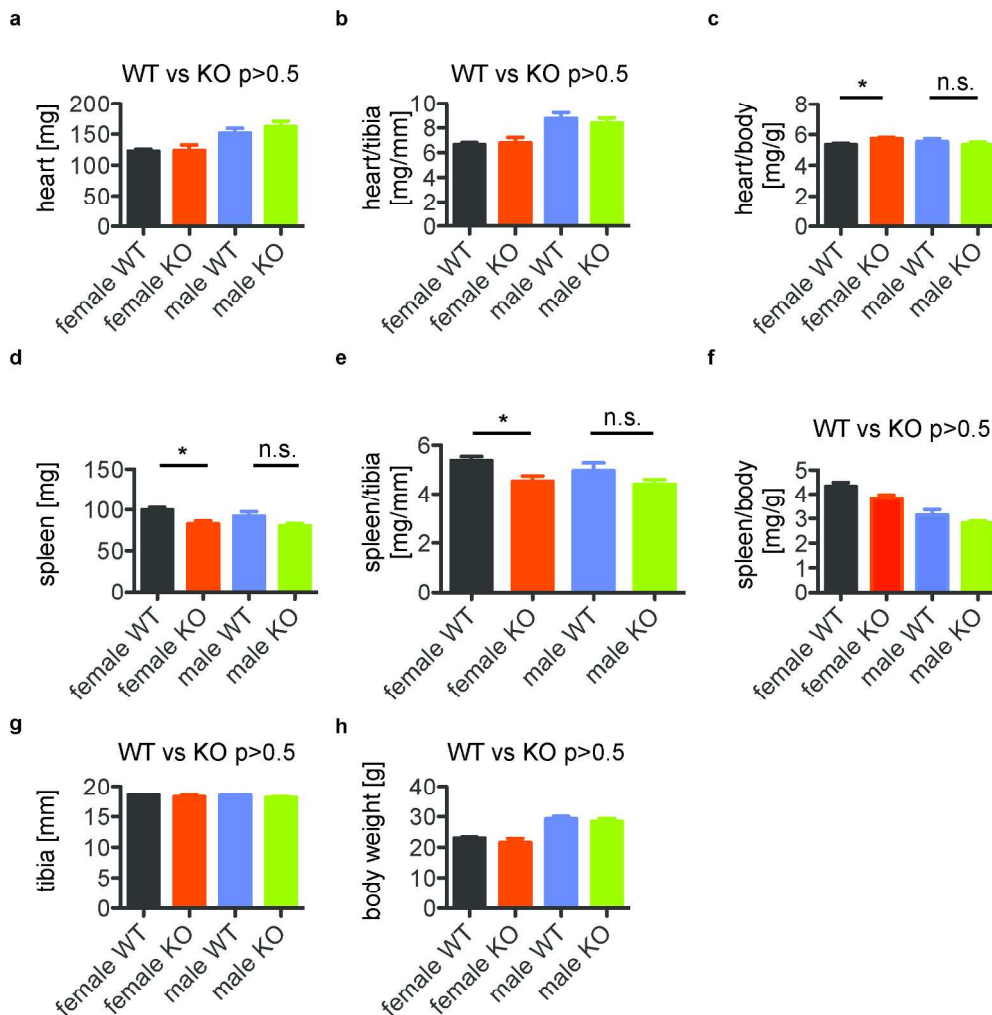 a
WT vs KO p>0.5
heart [mg]
200
150
100
50
0
female WT
female KO
male WT
male KO
b
WT vs KO p>0.5
heart/tibia
[mg/mm]
10
8
6
4
2
0
female WT
female KO
male WT
male KO
c
*
n.s.
heart/body
[mg/g]
8
6
4
2
0
female WT
female KO
male WT
male KO
d
*
n.s.
spleen [mg]
150
100
50
0
female WT
female KO
male WT
male KO
e
*
n.s.
spleen/tibia
[mg/mm]
6
4
2
0
female WT
female KO
male WT
male KO
f
WT vs KO p>0.5
spleen/body
[mg/g]
5
4
3
2
1
0
female WT
female KO
male WT
male KO
g
WT vs KO p>0.5
tibia [mm]
20
15
10
5
0
female WT
female KO
male WT
male KO
h
WT vs KO p>0.5
body weight [g]
40
30
20
10
0
female WT
female KO
male WT
male KO